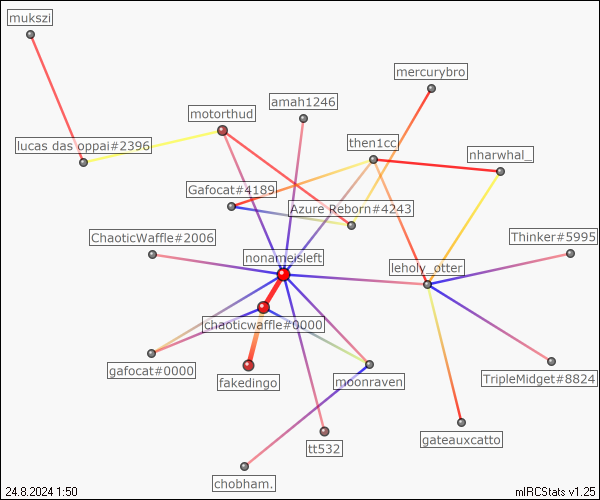 mukszi
mercurybro
amah1246
motorthud
then1cc
lucas das oppai#2396
nharwhal_
Gafocat#4189
Azure Reborn#4243
ChaoticWaffle#2006
Thinker#5995
nonameisleft
leholy_otter
chaoticwaffle#0000
gafocat#0000
fakedingo
moonraven
TripleMidget#8824
tt532
gateauxcatto
chobham.
24.8.2024 1:50
mIRCStats v1.25